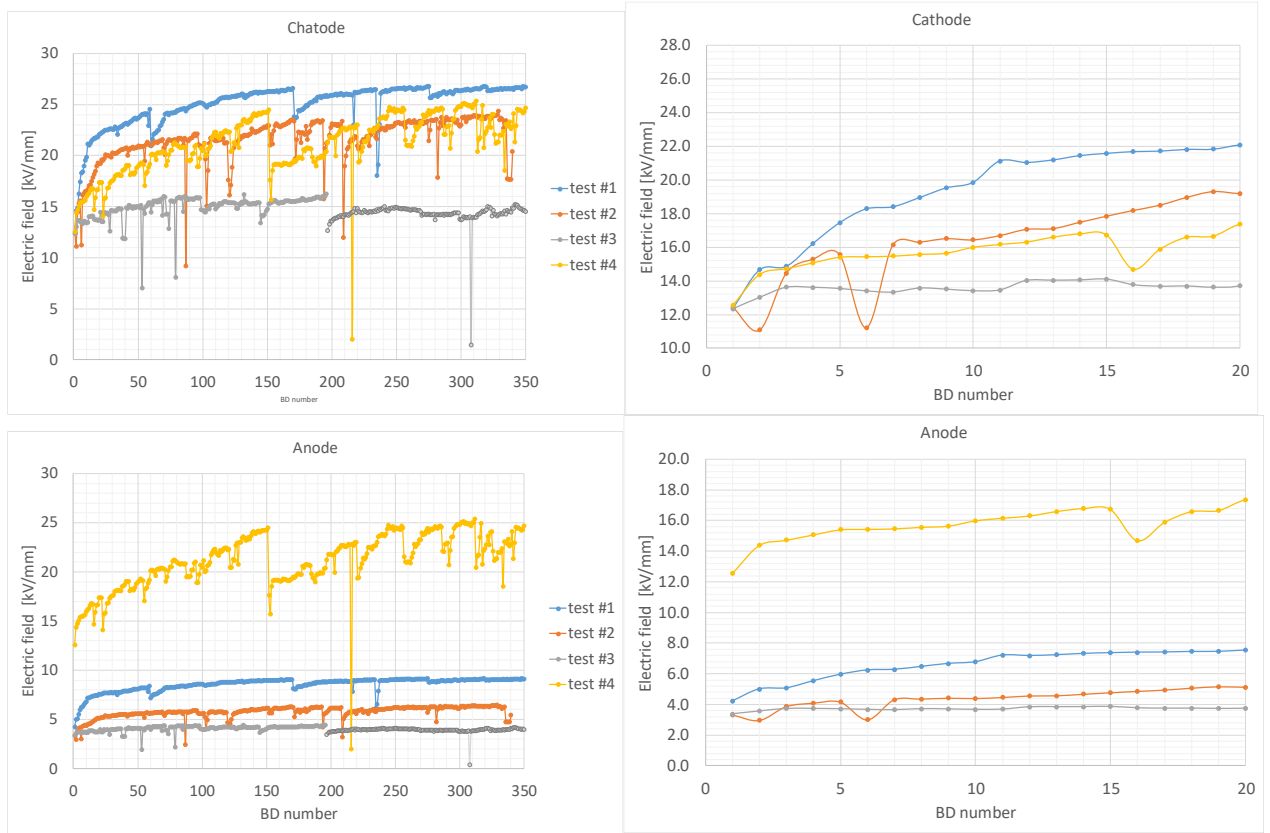 Chatode
Electric field  [kV/mm]
30
25
20
15
10
5
0
0 50 100 150 200 250 300 350
BD number
test #1
test #2
test #3
test #4
Cathode
Electric field [kV/mm]
28.0
26.0
24.0
22.0
20.0
18.0
16.0
14.0
12.0
10.0
0 5 10 15 20
BD number
Anode
Electric field  [kV/mm]
30
25
20
15
10
5
0
0 50 100 150 200 250 300 350
BD number
test #1
test #2
test #3
test #4
Anode
Electric field [kV/mm]
20.0
18.0
16.0
14.0
12.0
10.0
8.0
6.0
4.0
2.0
0.0
0 5 10 15 20
BD number